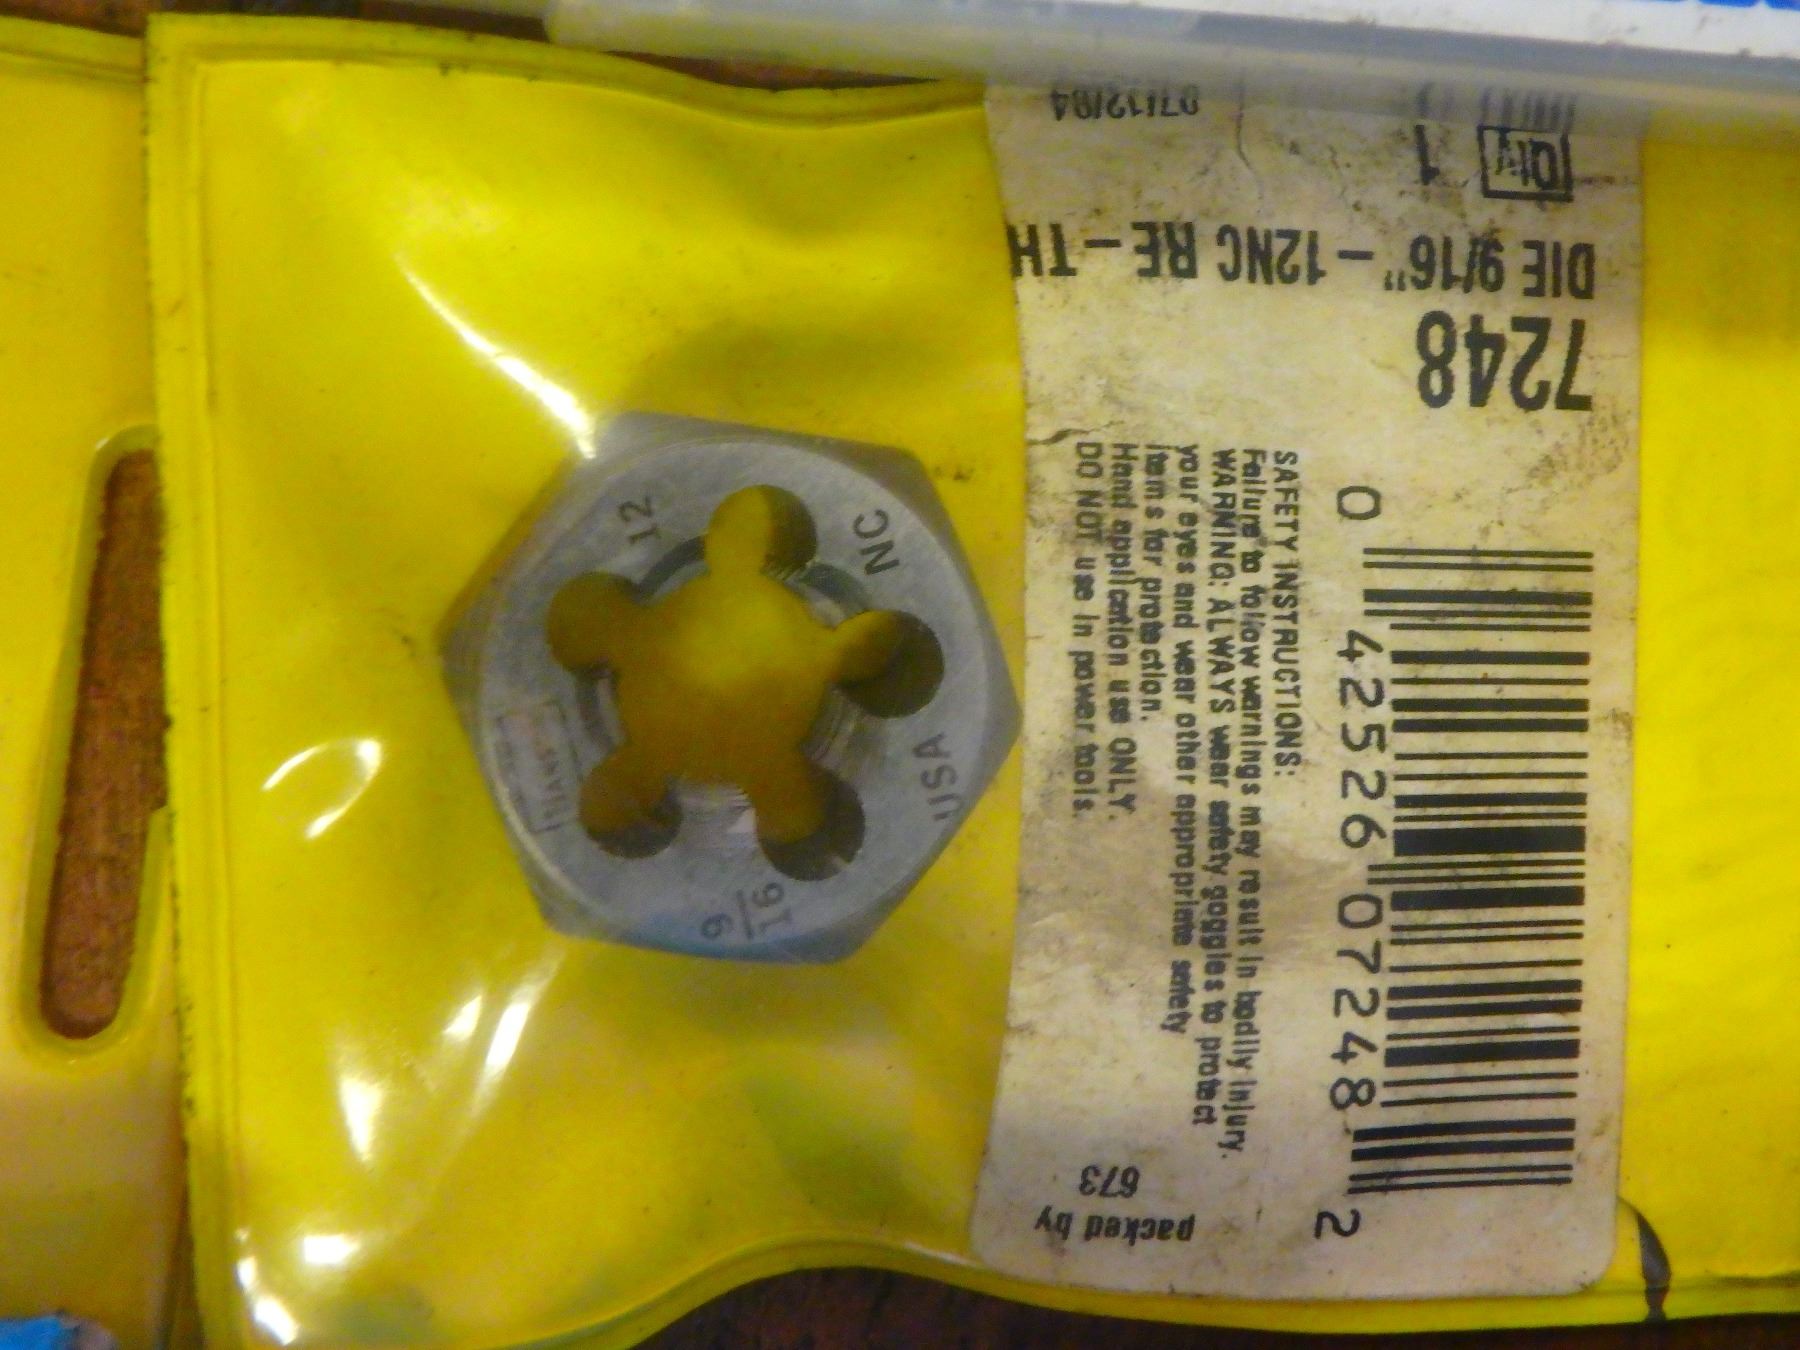 7248
DIE 9/16" - 12NC RE - TH
Qty
1
07/12/94
0 42526 07248 2
SAFETY INSTRUCTIONS:
Failure to follow warnings may result in bodily injury.
WARNING: ALWAYS wear safety goggles to protect
your eyes and wear other appropriate safety
items for protection.
Hand application use ONLY.
DO NOT use in power tools.
packed by
673
12
NC
USA
9/16